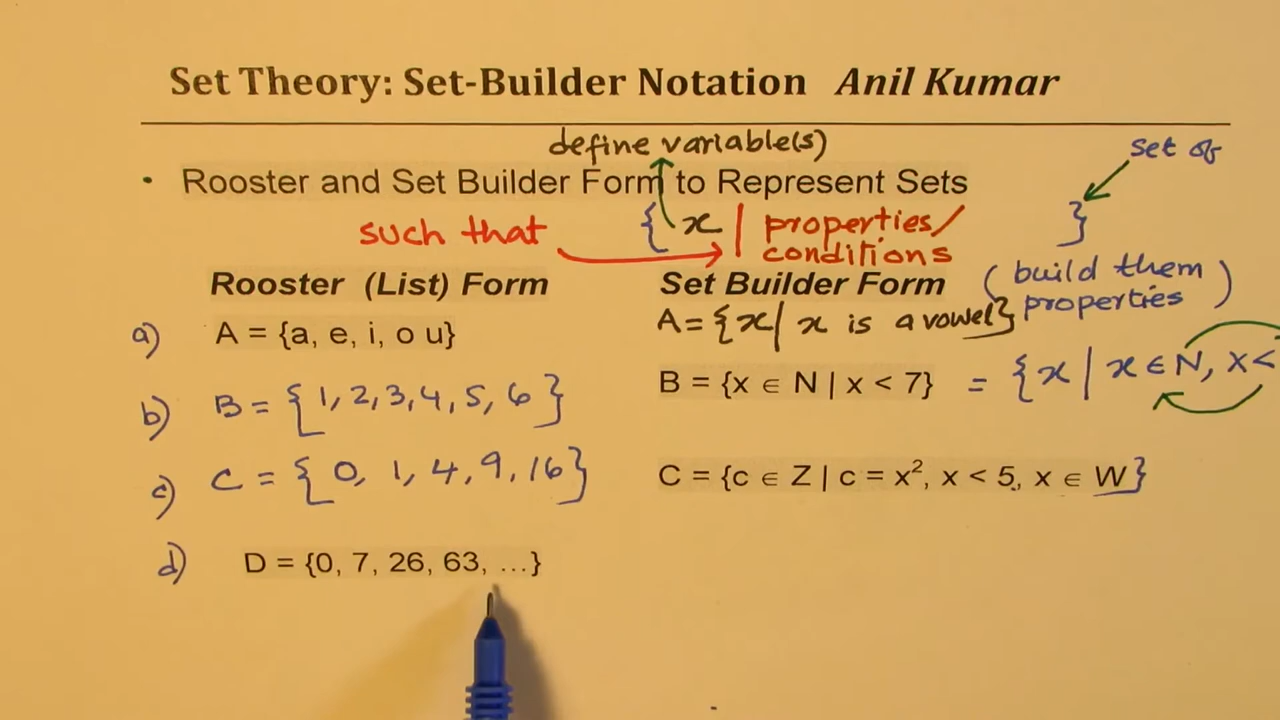 Set Theory: Set-Builder Notation Anil Kumar
define variable(s)
set of
• Rooster and Set Builder Form to Represent Sets
such that { x | properties/ }
conditions
Rooster (List) Form Set Builder Form (build them
properties)
a) A = {a, e, i, o u} A = {x | x is a vowel}
b) B = {1, 2, 3, 4, 5, 6} B = {x ∈ N | x < 7} = {x | x ∈ N, x <
c) C = {0, 1, 4, 9, 16} C = {c ∈ Z | c = x², x < 5, x ∈ W}
d) D = {0, 7, 26, 63, ...}